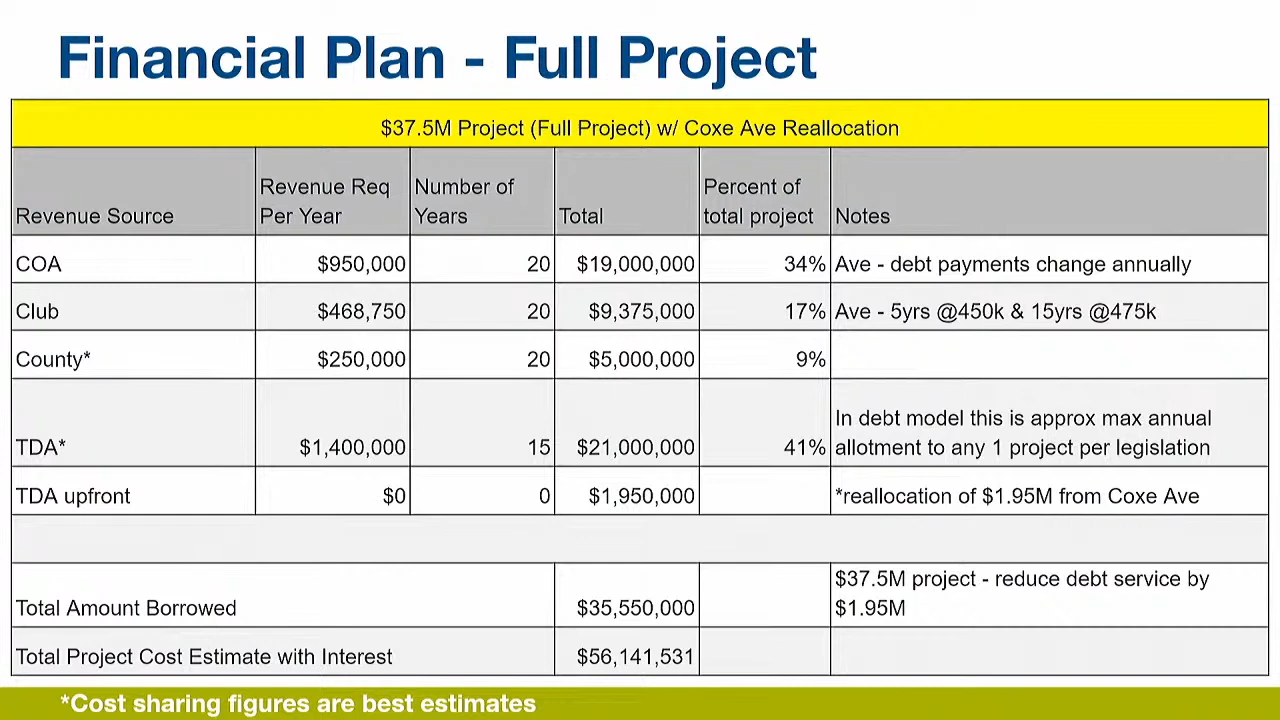 Financial Plan - Full Project
$37.5M Project (Full Project) w/ Coxe Ave Reallocation
Revenue Source | Revenue Req Per Year | Number of Years | Total | Percent of total project | Notes
COA | $950,000 | 20 | $19,000,000 | 34% | Ave - debt payments change annually
Club | $468,750 | 20 | $9,375,000 | 17% | Ave - 5yrs @450k & 15yrs @475k
County* | $250,000 | 20 | $5,000,000 | 9%
TDA* | $1,400,000 | 15 | $21,000,000 | 41% | In debt model this is approx max annual allotment to any 1 project per legislation
TDA upfront | $0 | 0 | $1,950,000 | *reallocation of $1.95M from Coxe Ave
Total Amount Borrowed | $35,550,000 | $37.5M project - reduce debt service by $1.95M
Total Project Cost Estimate with Interest | $56,141,531
*Cost sharing figures are best estimates